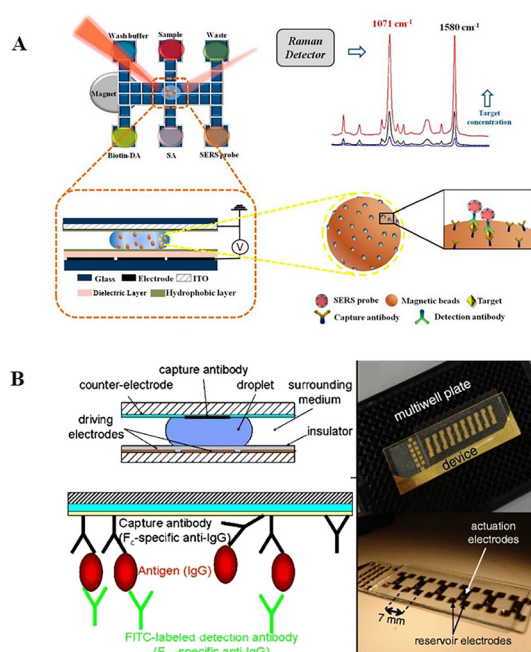 A
Wash buffer
Sample
Waste
Magnet
Biotin-DA
SA
SERS probe
Raman
Detector
1071 cm-1
1580 cm-1
Target
concentration
V
Glass
Electrode
ITO
Dielectric Layer
Hydrophobic layer
SERS probe
Magnetic beads
Target
Capture antibody
Detection antibody
B
capture antibody
counter-electrode
droplet
surrounding
medium
driving
electrodes
insulator
Capture antibody
(FC-specific anti-IgG)
Antigen (IgG)
FITC-labeled detection antibody
-specific anti-IgG)
multiwell plate
device
actuation
electrodes
7 mm
reservoir electrodes